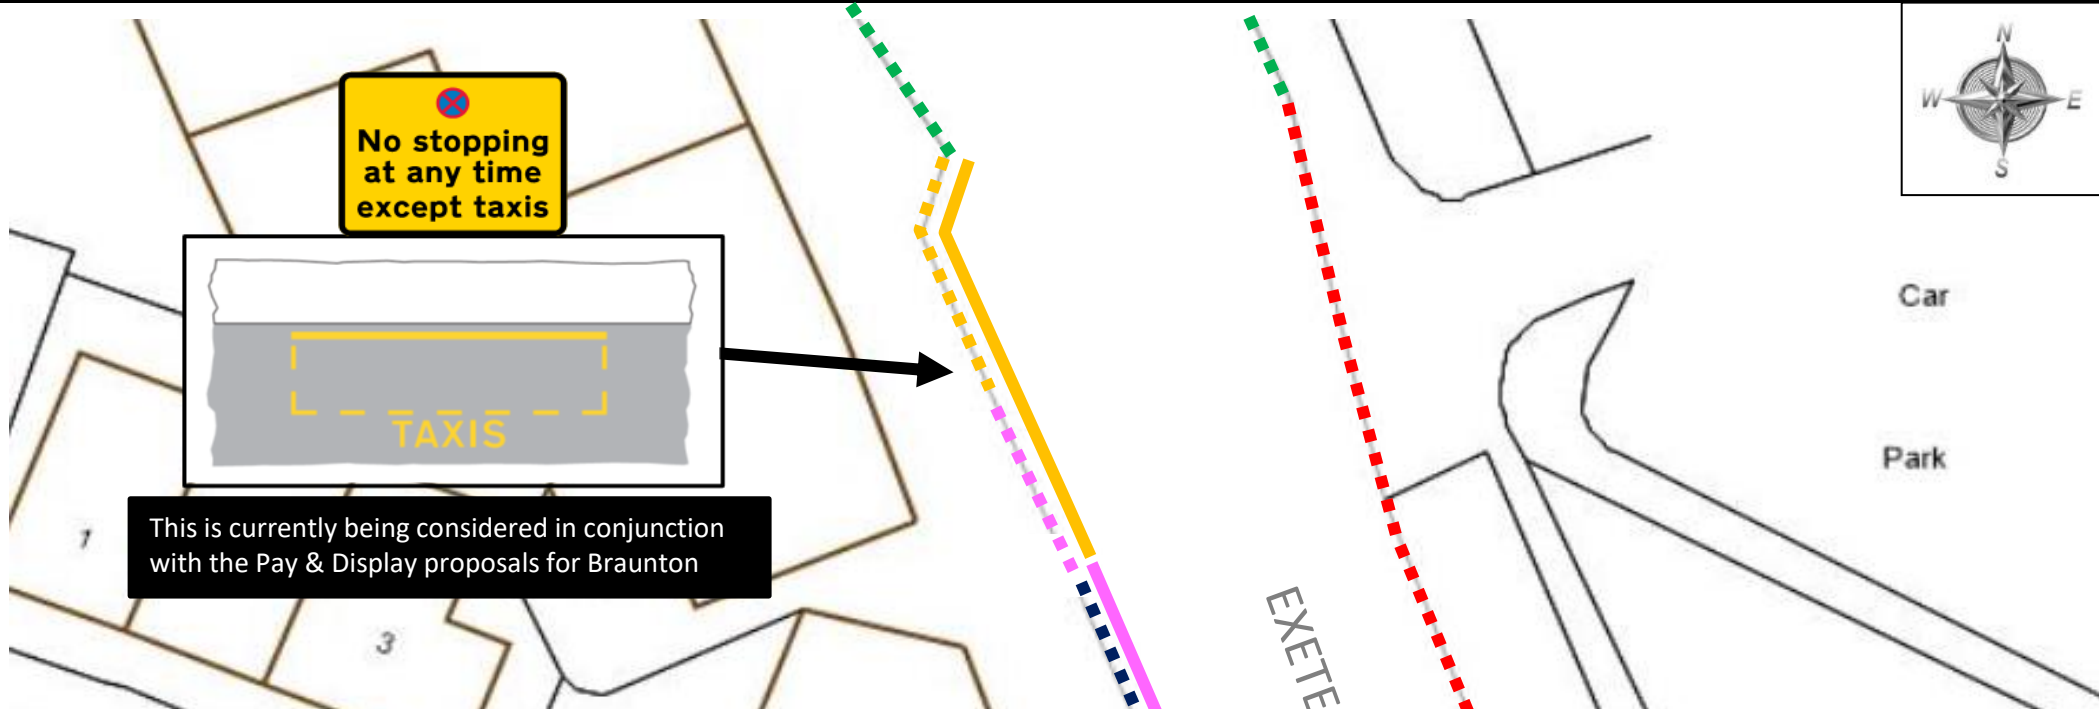 N
W
E
S
No stopping
at any time
except taxis
TAXIS
This is currently being considered in conjunction
with the Pay & Display proposals for Braunton
1
3
EXETE
Car
Park